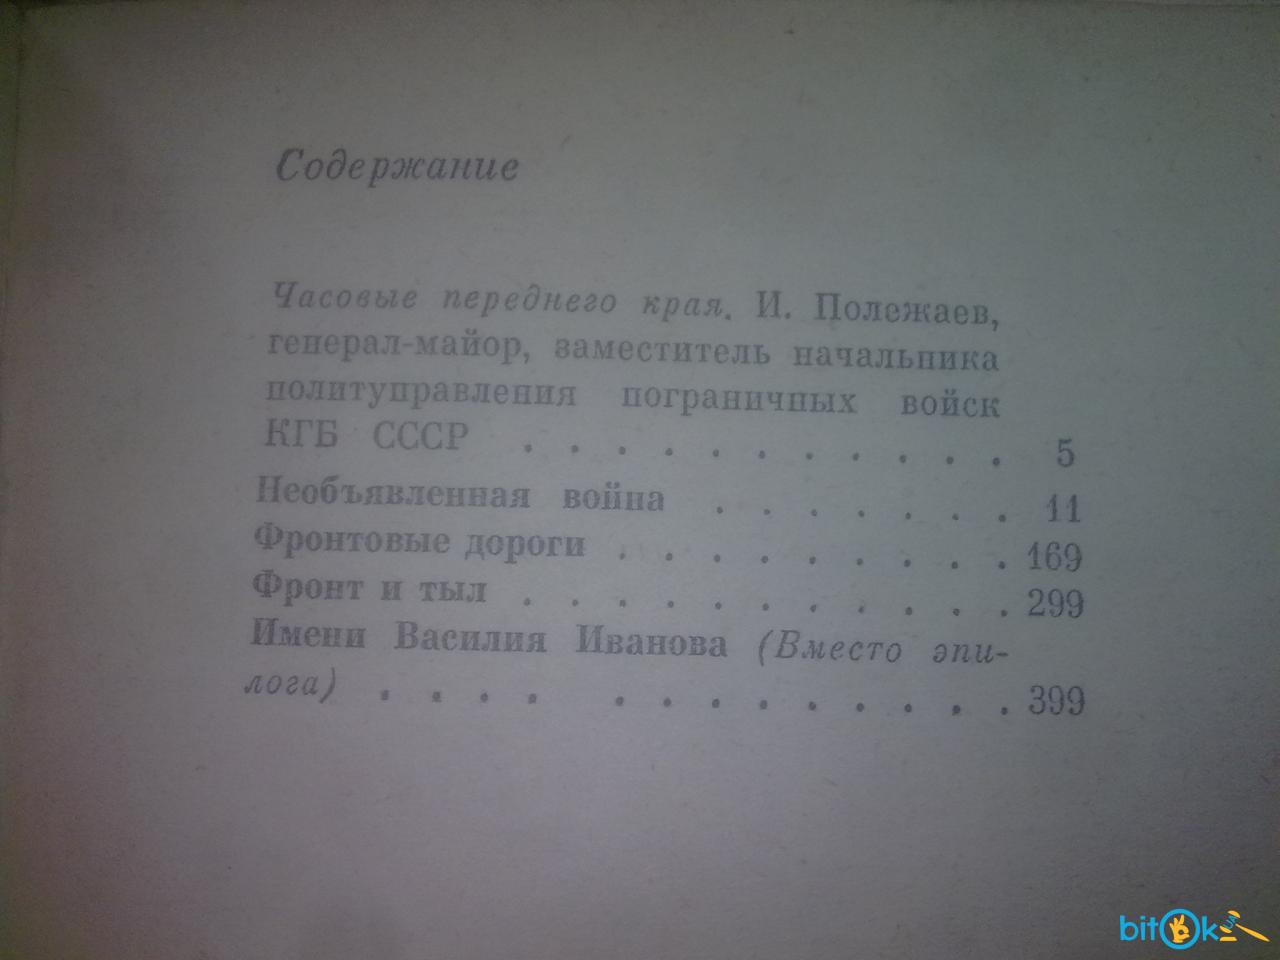 Содержание
Часовые переднего края. И. Полежаев,
генерал-майор, заместитель начальника
политуправления пограничных войск
КГБ СССР . . . . . . . . . . . 5
Необъявленная война . . . . . . . 11
Фронтовые дороги . . . . . . . . . 169
Фронт и тыл . . . . . . . . . . . 299
Имени Василия Иванова (Вместо эпи-
лога) . . . . . . . . . . . . . 399
bitok.ua